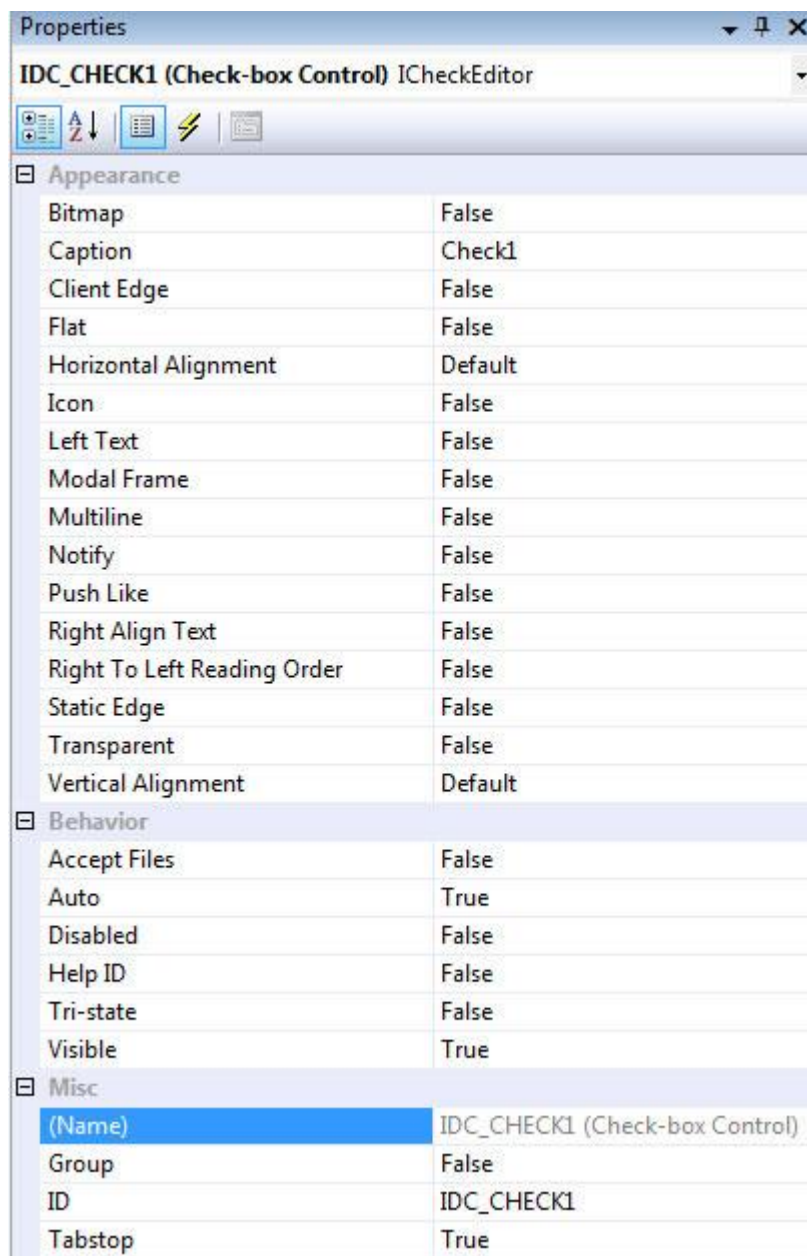 Properties
IDC_CHECK1 (Check-box Control) ICheckEditor
Appearance
Bitmap False
Caption Check1
Client Edge False
Flat False
Horizontal Alignment Default
Icon False
Left Text False
Modal Frame False
Multiline False
Notify False
Push Like False
Right Align Text False
Right To Left Reading Order False
Static Edge False
Transparent False
Vertical Alignment Default
Behavior
Accept Files False
Auto True
Disabled False
Help ID False
Tri-state False
Visible True
Misc
(Name) IDC_CHECK1 (Check-box Control)
Group False
ID IDC_CHECK1
Tabstop True